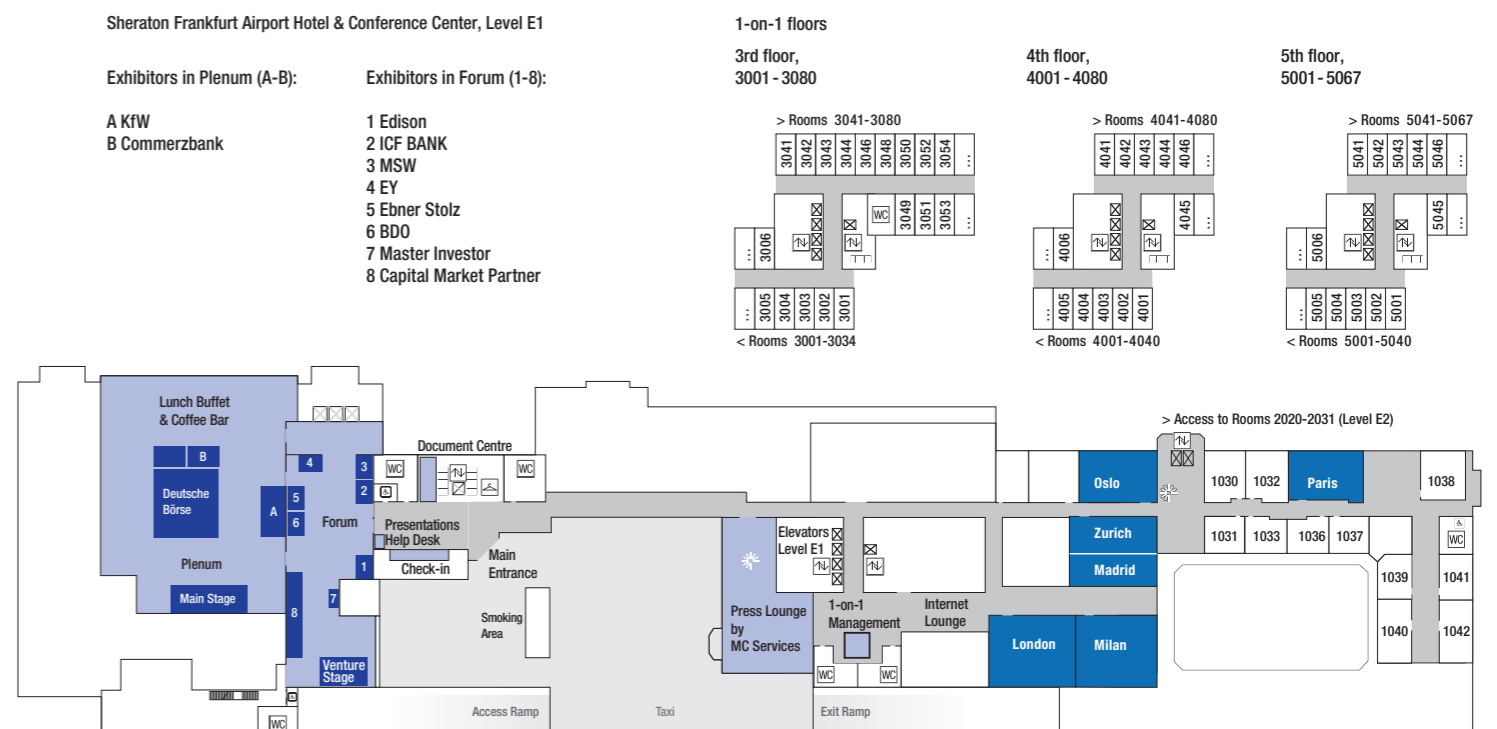 Sheraton Frankfurt Airport Hotel & Conference Center, Level E1
Exhibitors in Plenum (A-B):
A KfW
B Commerzbank
Exhibitors in Forum (1-8):
1 Edison
2 ICF BANK
3 MSW
4 EY
5 Ebner Stolz
6 BDO
7 Master Investor
8 Capital Market Partner
1-on-1 floors
3rd floor,
3001 - 3080
> Rooms 3041-3080
3041 3042 3043 3044 3046 3048 3050 3052 3054 ...
WC 3049 3051 3053 ...
... 3006
... 3005 3004 3003 3002 3001
< Rooms 3001-3034
4th floor,
4001 - 4080
> Rooms 4041-4080
4041 4042 4043 4044 4046 ...
4045 ...
... 4006
... 4005 4004 4003 4002 4001
< Rooms 4001-4040
5th floor,
5001 - 5067
> Rooms 5041-5067
5041 5042 5043 5044 5046 ...
5045 ...
... 5006
... 5005 5004 5003 5002 5001
< Rooms 5001-5040
Lunch Buffet
& Coffee Bar
B
Deutsche
Börse
A
Plenum
Main Stage
4
3
2
5
6
Forum
1
7
8
Venture
Stage
WC
Document Centre
WC
WC
Presentations
Help Desk
Check-in
Main
Entrance
Smoking
Area
Access Ramp
Taxi
Exit Ramp
Press Lounge
by
MC Services
Elevators
Level E1
1-on-1
Management
WC
WC
Internet
Lounge
London
Milan
Madrid
Zurich
Oslo
> Access to Rooms 2020-2031 (Level E2)
1030
1032
Paris
1038
1031
1033
1036
1037
WC
1039
1041
1040
1042